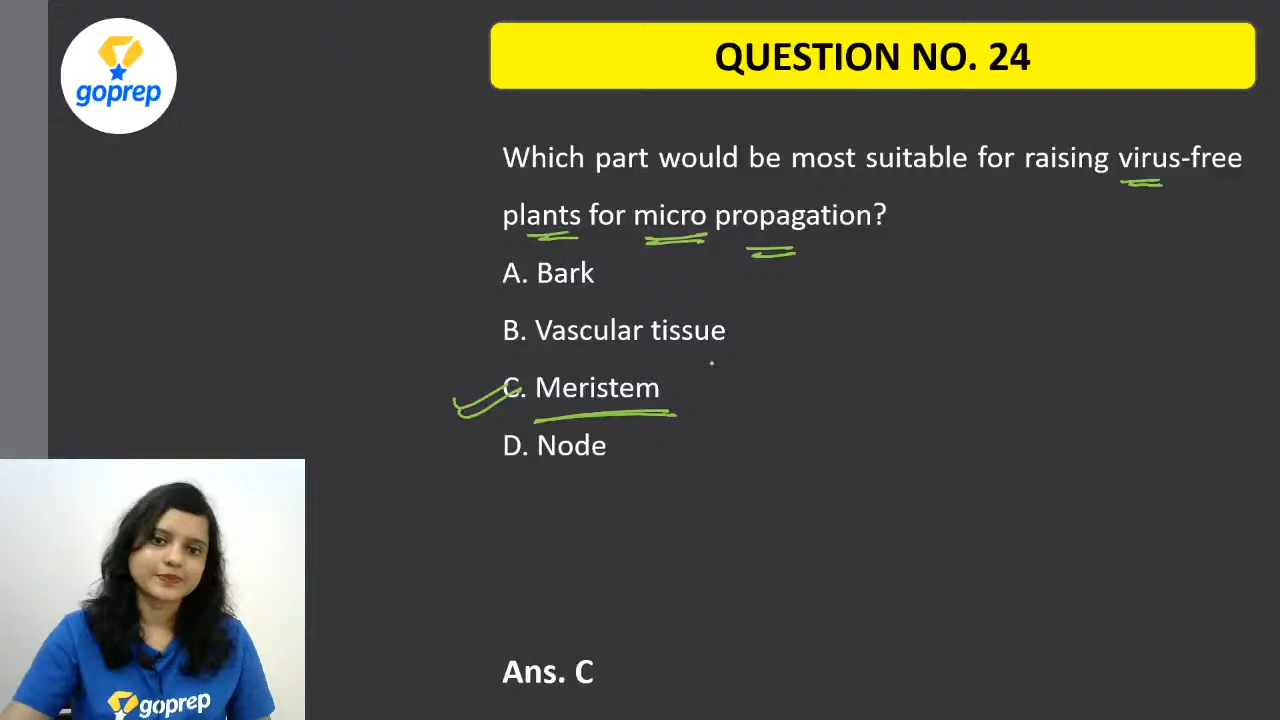 goprep
QUESTION NO. 24
Which part would be most suitable for raising virus-free
plants for micro propagation?
A. Bark
B. Vascular tissue
C. Meristem
D. Node
goprep
Ans. C